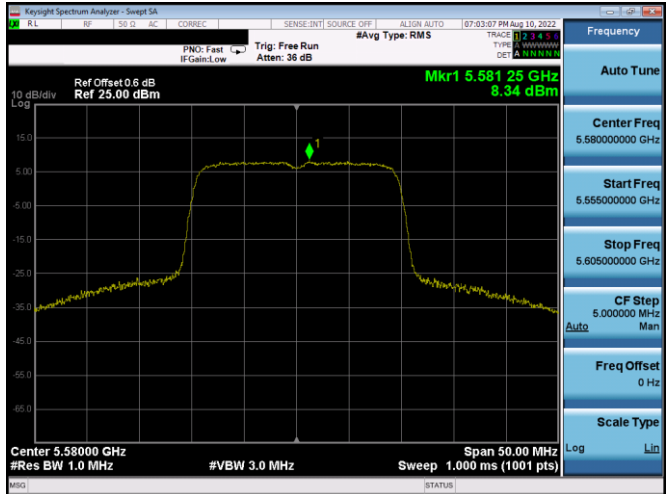 Keysight Spectrum Analyzer - Swept SA
RL RF 50 Ω AC CORREC SENSE:INT SOURCE OFF ALIGN AUTO 07:03:07 PM Aug 10, 2022
#Avg Type: RMS
TRACE 1 2 3 4 5 6
TYPE A WWWWW
DET A NNNNN
PNO: Fast Trig: Free Run
IFGain:Low Atten: 36 dB
Mkr1 5.581 25 GHz
8.34 dBm
Ref Offset 0.6 dB
10 dB/div Ref 25.00 dBm
Log
15.0
1
5.00
-5.00
-15.0
-25.0
-35.0
-45.0
-55.0
-65.0
Center 5.58000 GHz Span 50.00 MHz
#Res BW 1.0 MHz #VBW 3.0 MHz Sweep 1.000 ms (1001 pts)
MSG STATUS
Frequency
Auto Tune
Center Freq
5.580000000 GHz
Start Freq
5.555000000 GHz
Stop Freq
5.605000000 GHz
CF Step
5.000000 MHz
Auto Man
Freq Offset
0 Hz
Scale Type
Log Lin